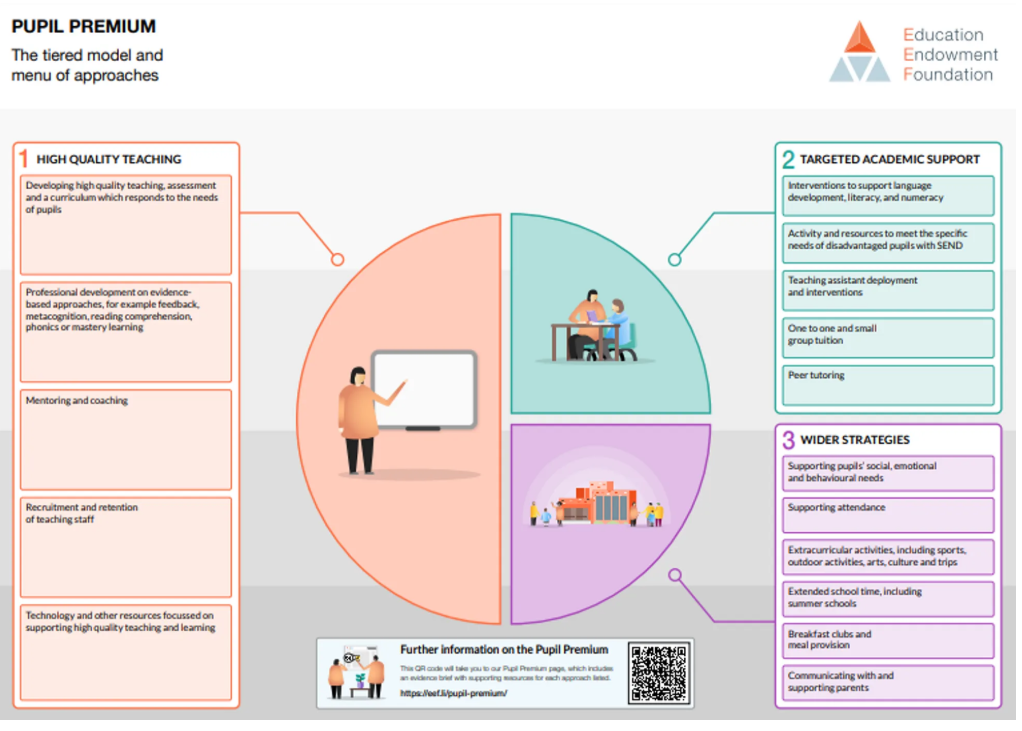 PUPIL PREMIUM
The tiered model and
menu of approaches
Education
Endowment
Foundation
1 HIGH QUALITY TEACHING
Developing high quality teaching, assessment
and a curriculum which responds to the needs
of pupils
Professional development on evidence-
based approaches, for example feedback,
metacognition, reading comprehension,
phonics or mastery learning
Mentoring and coaching
Recruitment and retention
of teaching staff
Technology and other resources focussed on
supporting high quality teaching and learning
2 TARGETED ACADEMIC SUPPORT
Interventions to support language
development, literacy, and numeracy
Activity and resources to meet the specific
needs of disadvantaged pupils with SEND
Teaching assistant deployment
and interventions
One to one and small
group tuition
Peer tutoring
3 WIDER STRATEGIES
Supporting pupils' social, emotional
and behavioural needs
Supporting attendance
Extracurricular activities, including sports,
outdoor activities, arts, culture and trips
Extended school time, including
summer schools
Breakfast clubs and
meal provision
Communicating with and
supporting parents
Further information on the Pupil Premium
This QR code will take you to our Pupil Premium page, which includes
an evidence brief with supporting resources for each approach listed.
https://eef.li/pupil-premium/